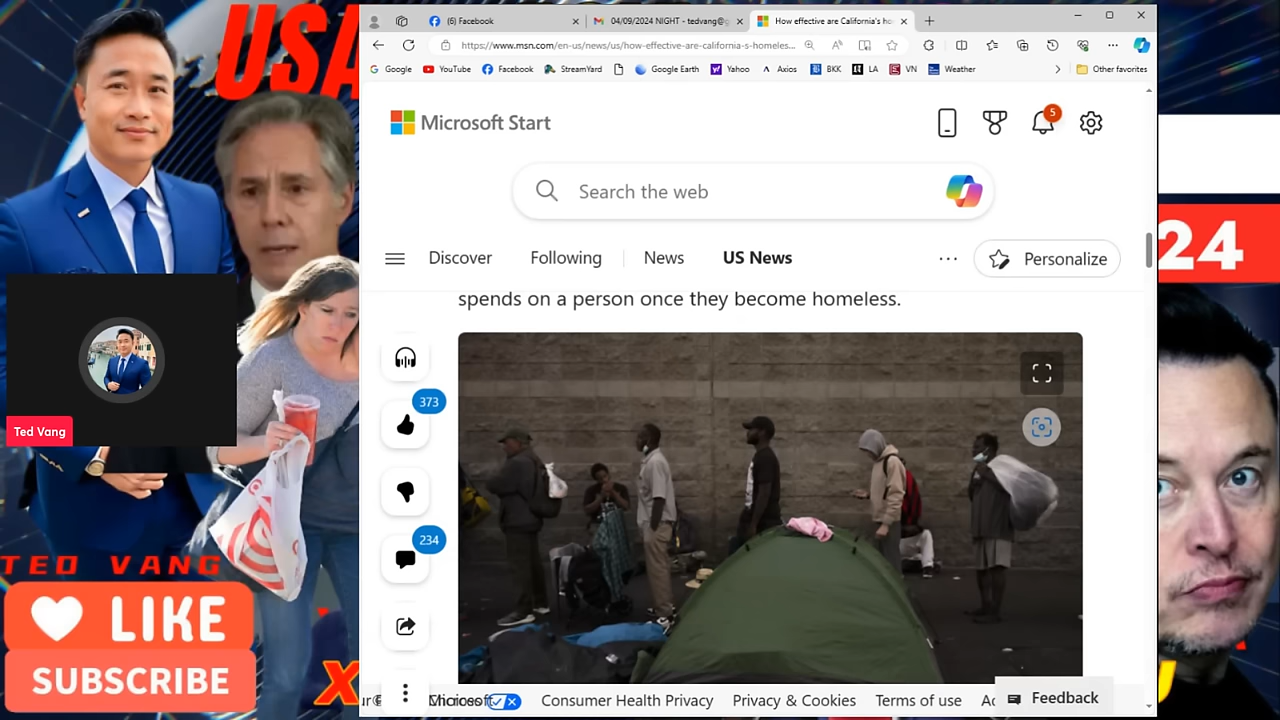 USA
(6) Facebook
04/09/2024 NIGHT - tedvang@g
How effective are California's ho
https://www.msn.com/en-us/news/us/how-effective-are-california-s-homeles...
Google
YouTube
Facebook
StreamYard
Google Earth
Yahoo
Axios
BKK
LA
VN
Weather
Other favorites
Microsoft Start
5
Search the web
Discover
Following
News
US News
Personalize
24
spends on a person once they become homeless.
373
234
Ted Vang
TED VANG
LIKE
SUBSCRIBE
X
Consumer Health Privacy
Privacy & Cookies
Terms of use
Feedback